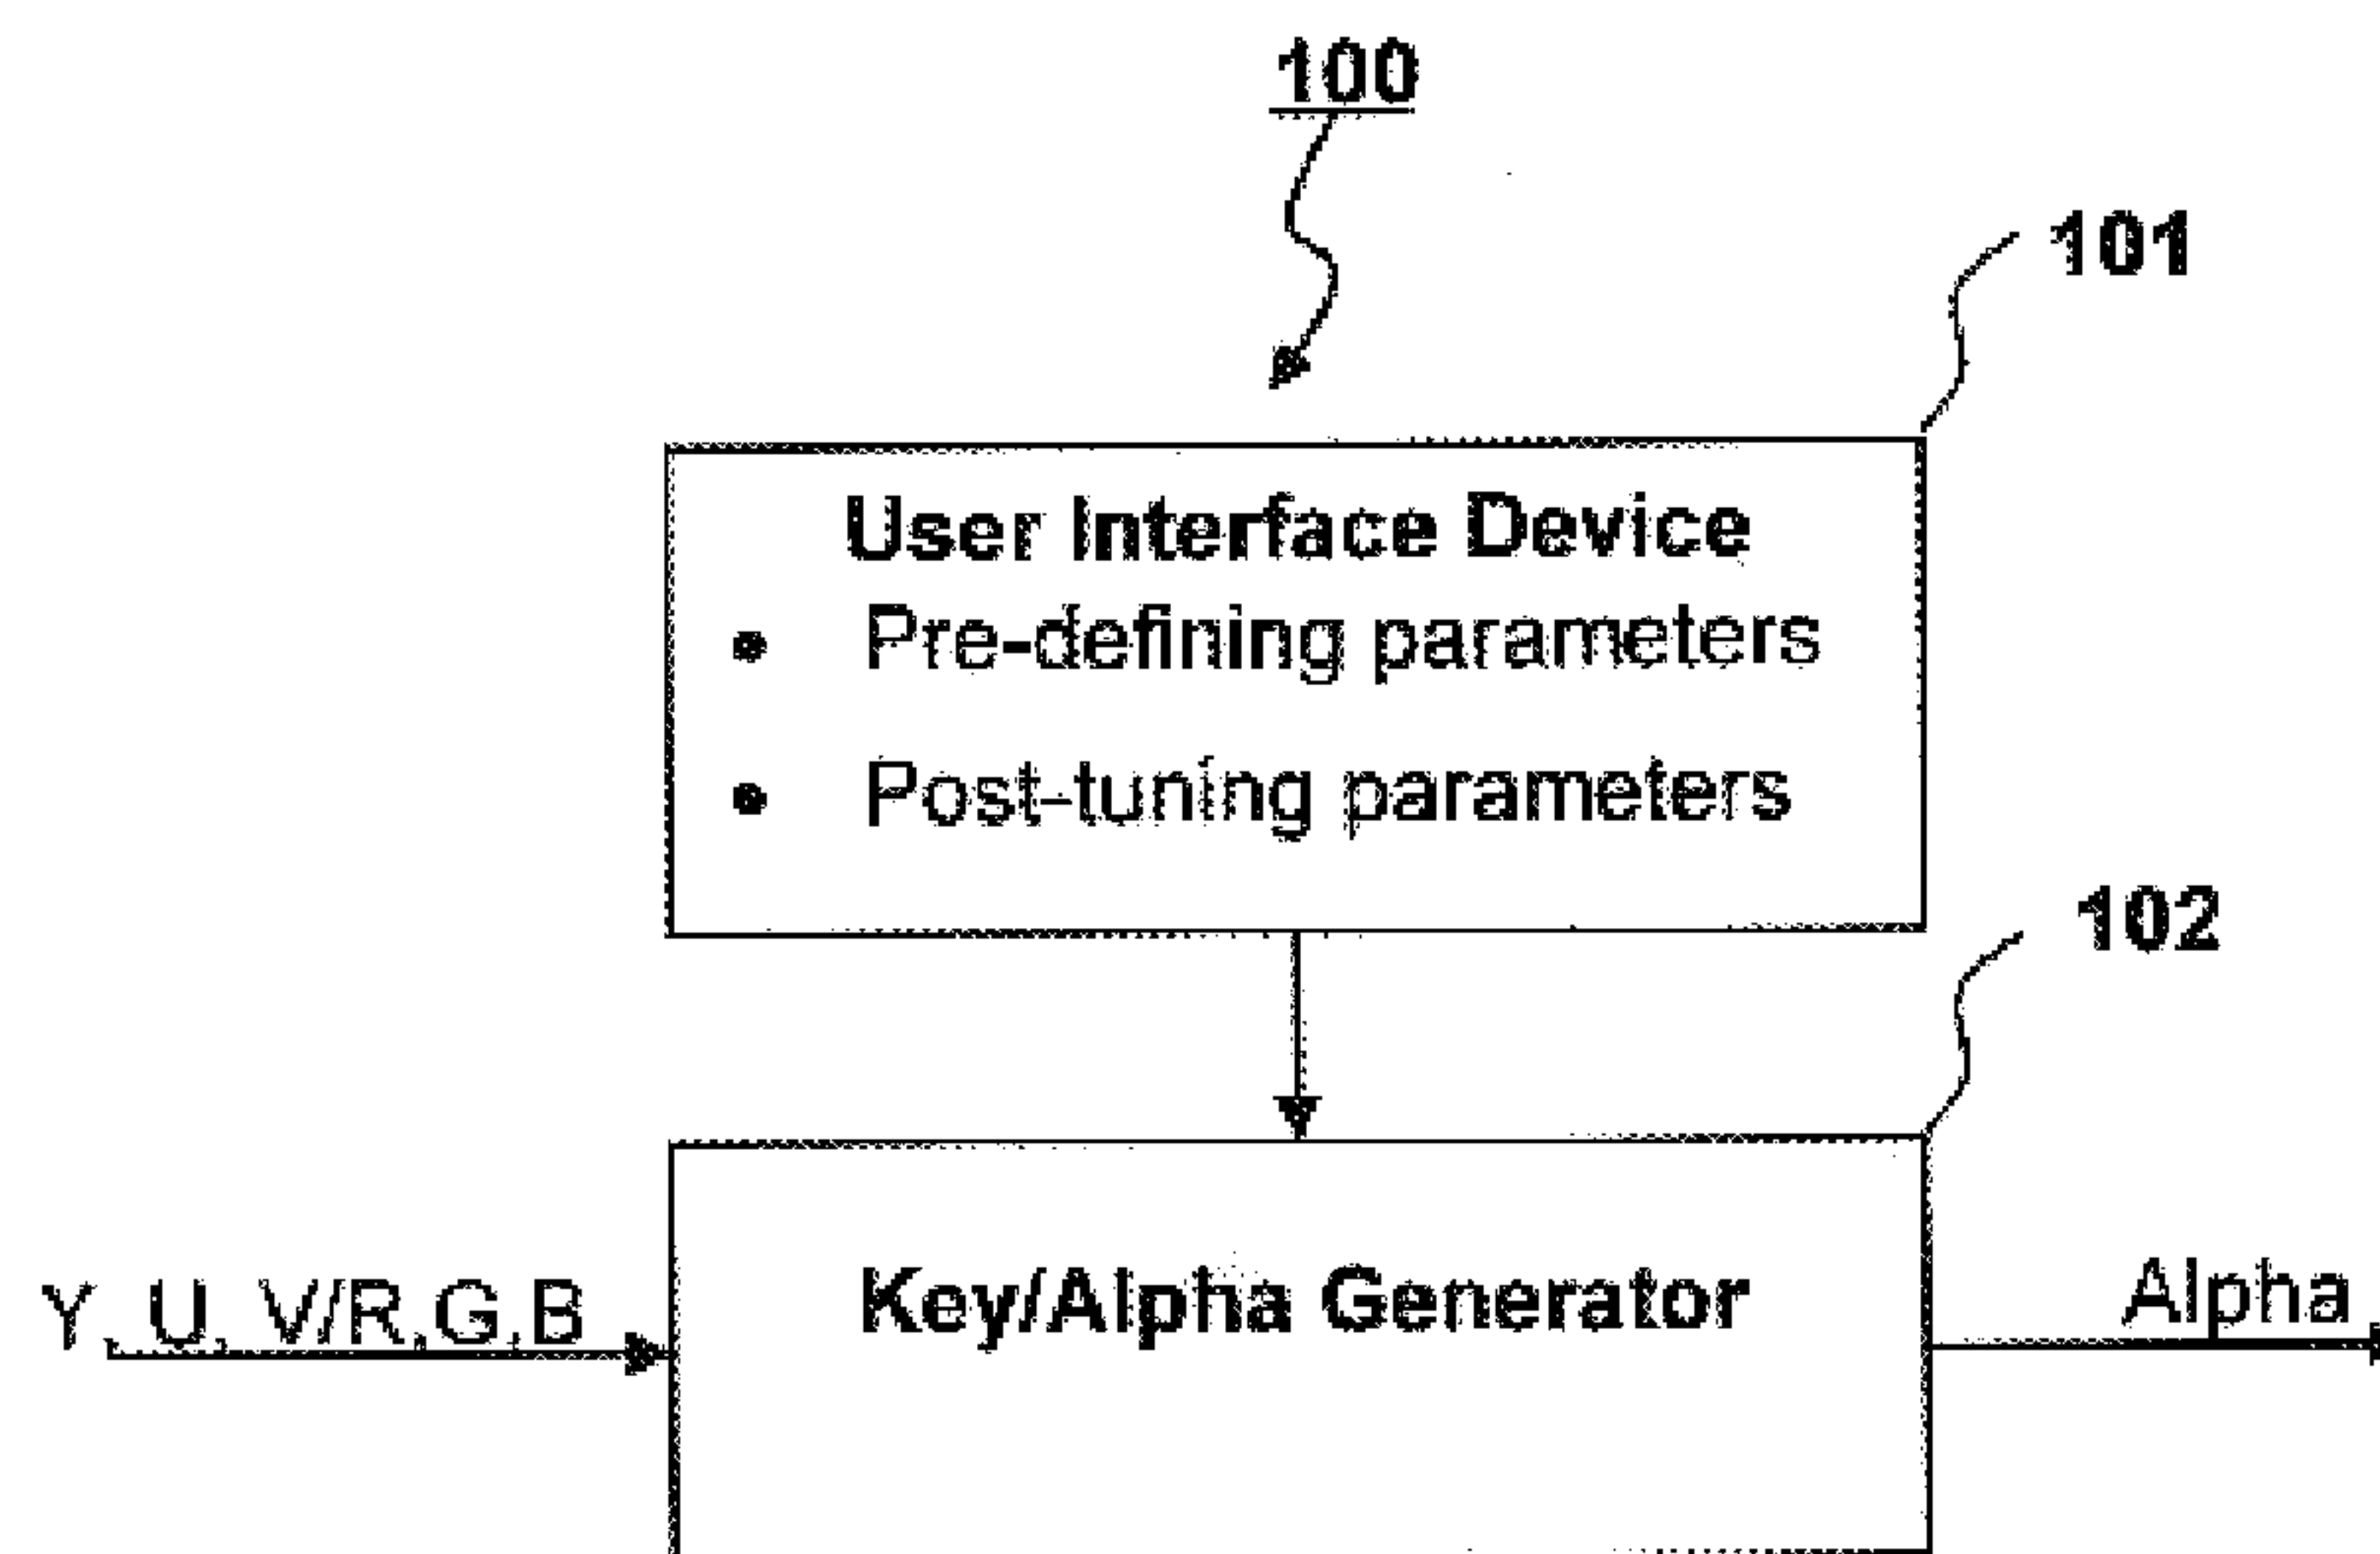 100
101
User Interface Device
• Pre-defining parameters
• Post-tuning parameters
102
Y, U, V/R,G,B
Key/Alpha Generator
Alpha